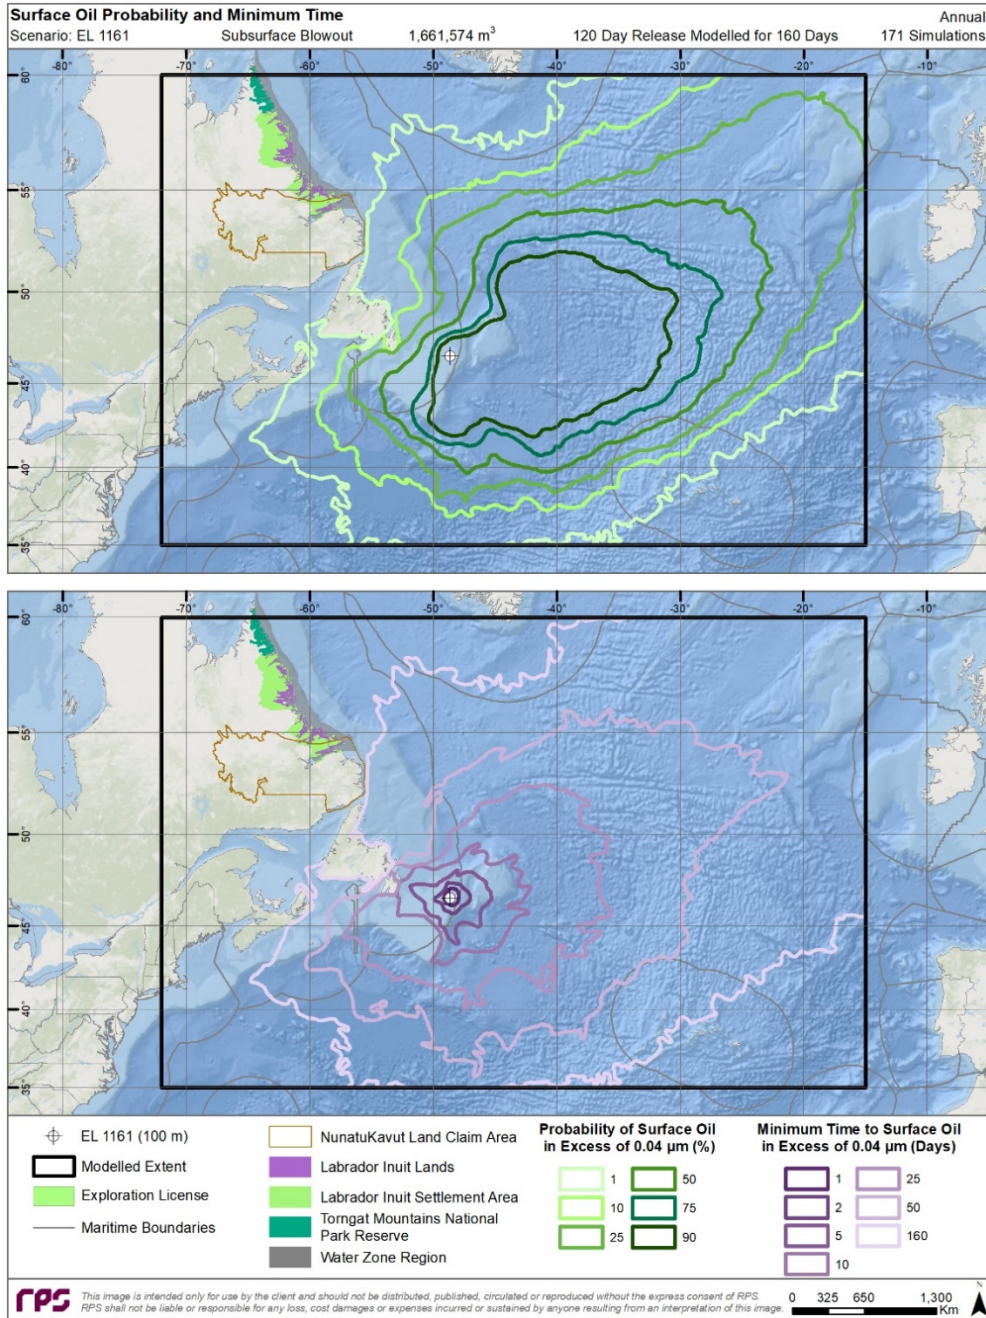 Surface Oil Probability and Minimum Time Annual
Scenario: EL 1161 Subsurface Blowout 1,661,574 m³ 120 Day Release Modelled for 160 Days 171 Simulations
-80° -70° -60° -50° -40° -30° -20° -10°
60°
55°
50°
45°
40°
35°
-80° -70° -60° -50° -40° -30° -20° -10°
60°
55°
50°
45°
40°
35°
EL 1161 (100 m)
Modelled Extent
Exploration License
Maritime Boundaries
NunatuKavut Land Claim Area
Labrador Inuit Lands
Labrador Inuit Settlement Area
Torngat Mountains National
Park Reserve
Water Zone Region
Probability of Surface Oil
in Excess of 0.04 µm (%)
1 50
10 75
25 90
Minimum Time to Surface Oil
in Excess of 0.04 µm (Days)
1 25
2 50
5 160
10
rps
This image is intended only for use by the client and should not be distributed, published, circulated or reproduced without the express consent of RPS.
RPS shall not be liable or responsible for any loss, cost damages or expenses incurred or sustained by anyone resulting from an interpretation of this image.
0 325 650 1,300
Km
N